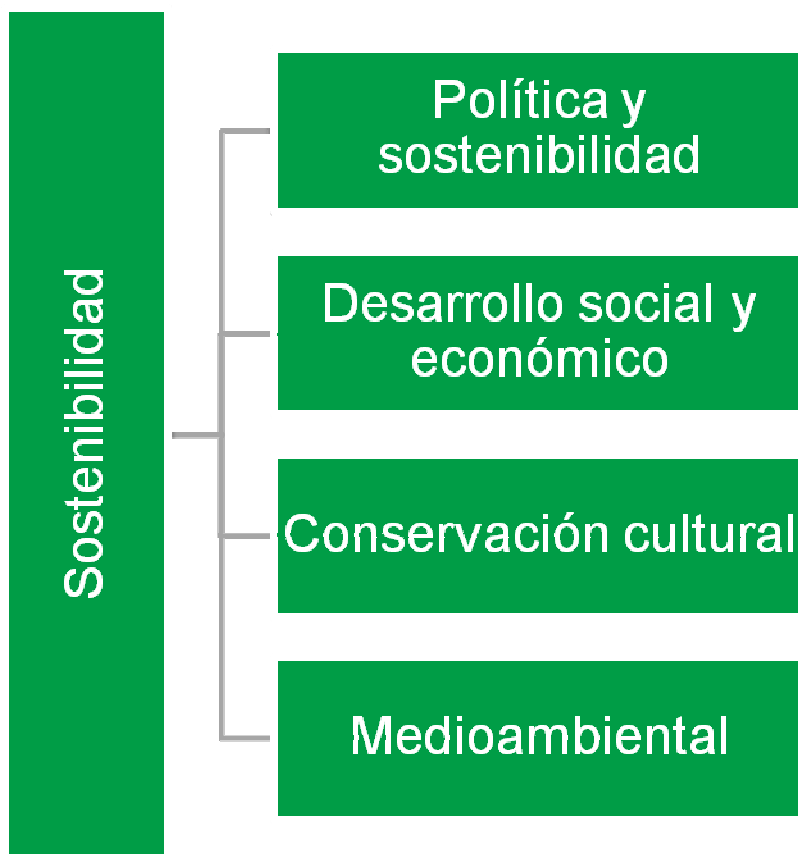 Sostenibilidad
Política y
sostenibilidad
Desarrollo social y
económico
Conservación cultural
Medioambiental